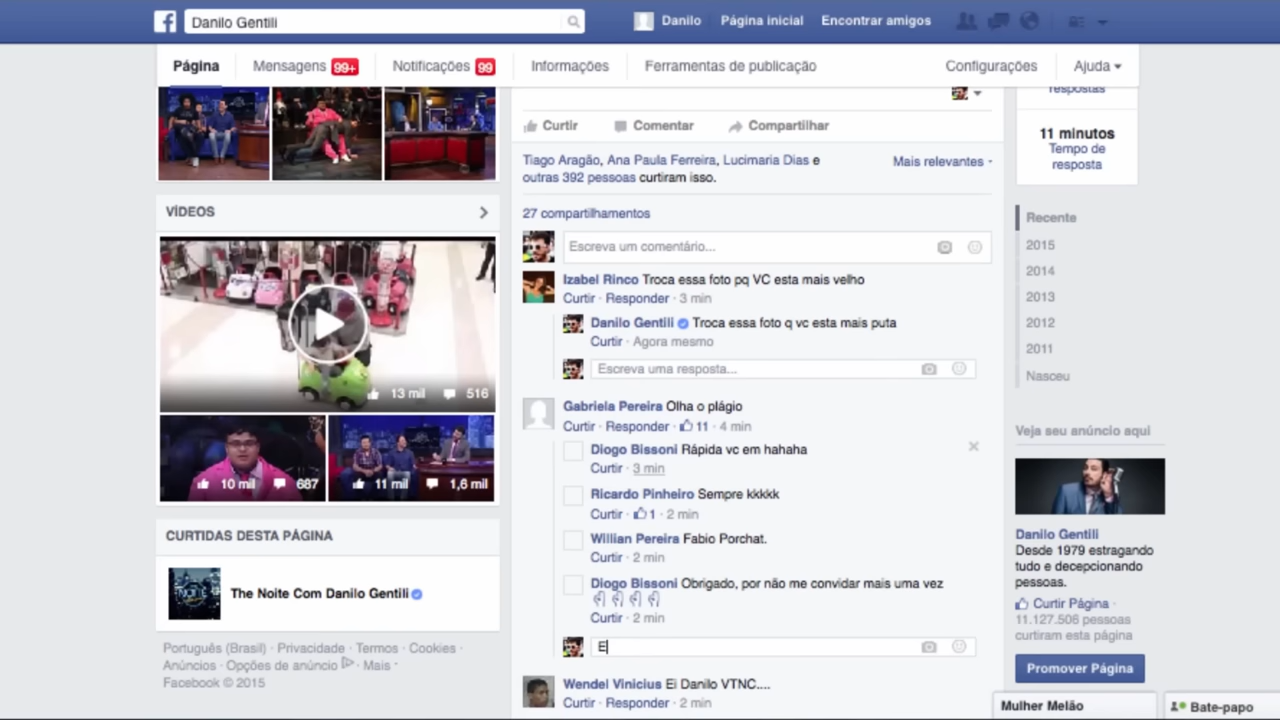 Danilo Gentili
Danilo Página inicial Encontrar amigos
Página Mensagens 99+ Notificações 99 Informações Ferramentas de publicação Configurações Ajuda
VÍDEOS
13 mil 516
10 mil 687
11 mil 1,6 mil
CURTIDAS DESTA PÁGINA
The Noite Com Danilo Gentili
Português (Brasil) · Privacidade · Termos · Cookies ·
Anúncios · Opções de anúncio · Mais
Facebook © 2015
Curtir Comentar Compartilhar
Tiago Aragão, Ana Paula Ferreira, Lucimaria Dias e
outras 392 pessoas curtiram isso.
Mais relevantes
27 compartilhamentos
Escreva um comentário...
Izabel Rinco Troca essa foto pq VC esta mais velho
Curtir · Responder · 3 min
Danilo Gentili Troca essa foto q vc esta mais puta
Curtir · Agora mesmo
Escreva uma resposta...
Gabriela Pereira Olha o plágio
Curtir · Responder · 11 · 4 min
Diogo Bissoni Rápida vc em hahaha
Curtir · 3 min
Ricardo Pinheiro Sempre kkkkk
Curtir · 1 · 2 min
Willian Pereira Fabio Porchat.
Curtir · 2 min
Diogo Bissoni Obrigado, por não me convidar mais uma vez
Curtir · 2 min
E
Wendel Vinicius Ei Danilo VTNC....
Curtir · Responder · 2 min
respostas
11 minutos
Tempo de
resposta
Recente
2015
2014
2013
2012
2011
Nasceu
Veja seu anúncio aqui
Danilo Gentili
Desde 1979 estragando
tudo e decepcionando
pessoas.
Curtir Página ·
11.127.506 pessoas
curtiram esta página
Promover Página
Mulher Melão
Bate-papo